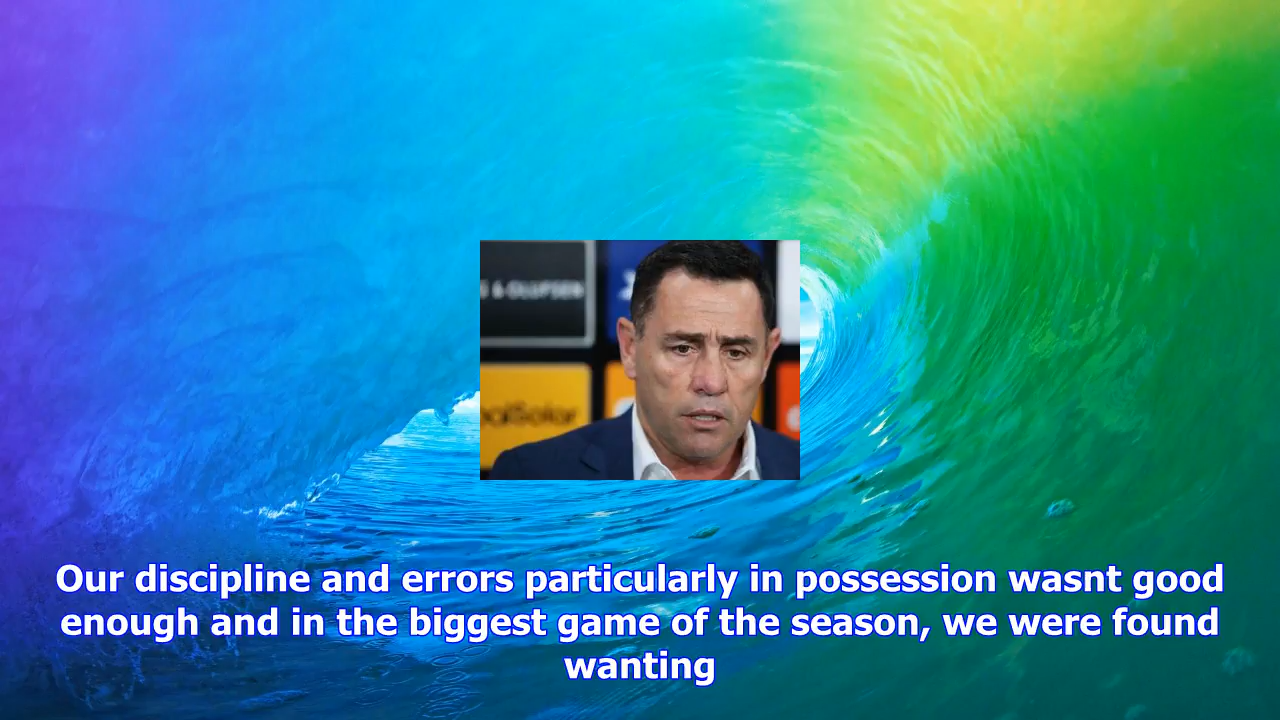 & OLUFSEN
Our discipline and errors particularly in possession wasnt good
enough and in the biggest game of the season, we were found
wanting